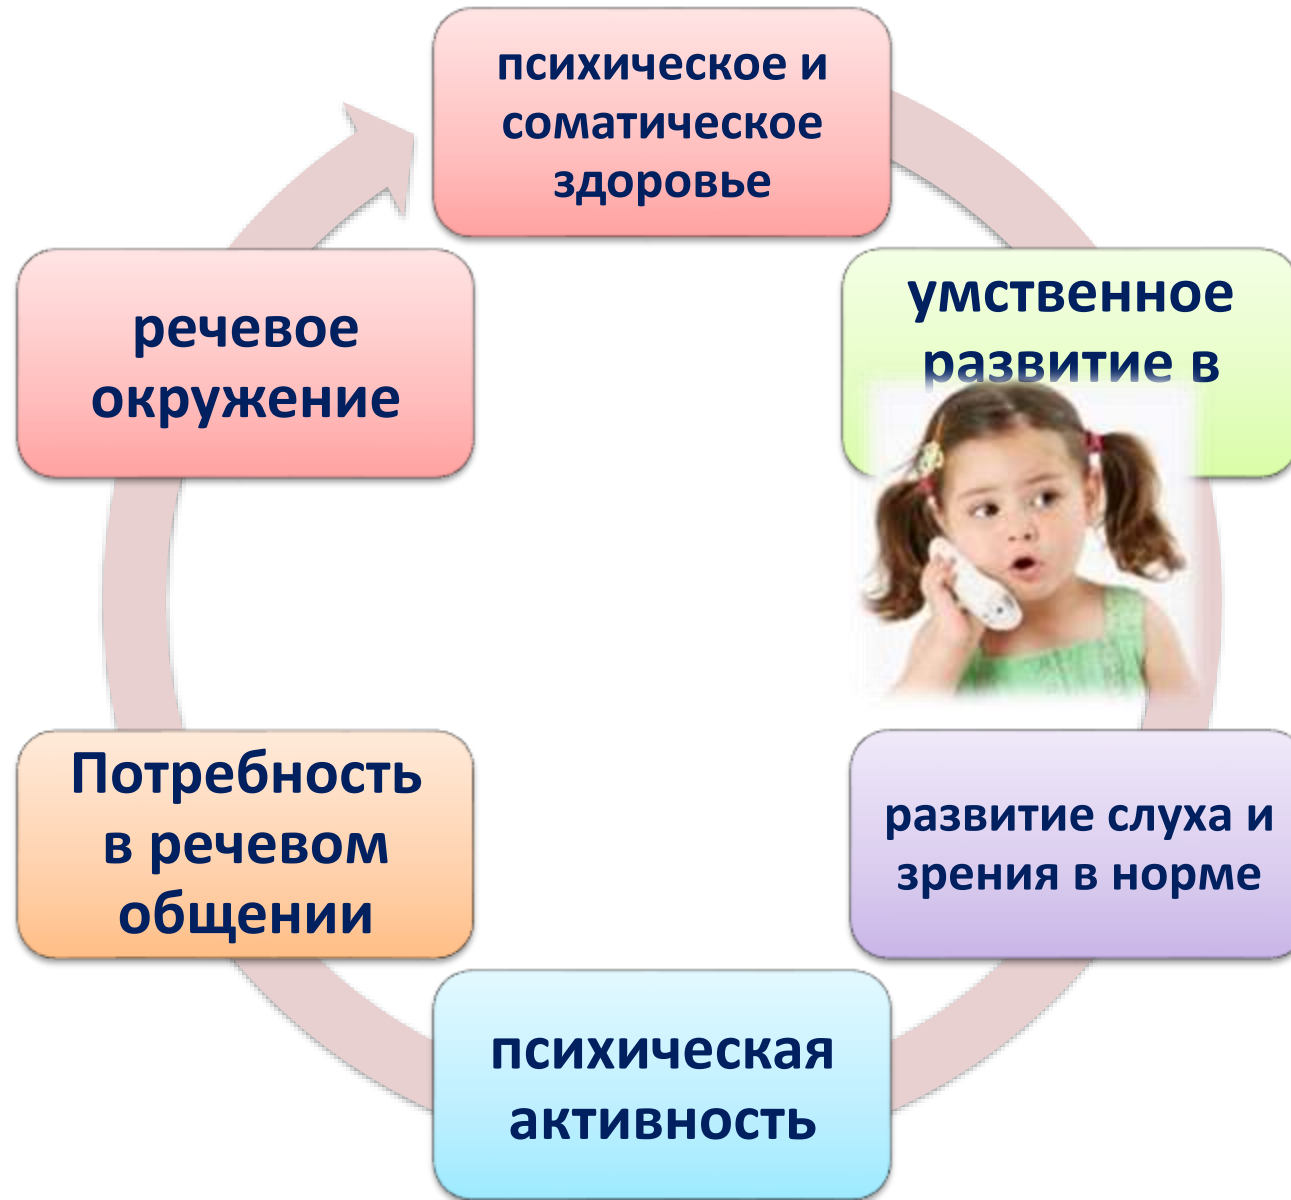 психическое и
соматическое
здоровье
умственное
развитие в
развитие слуха и
зрения в норме
психическая
активность
Потребность
в речевом
общении
речевое
окружение